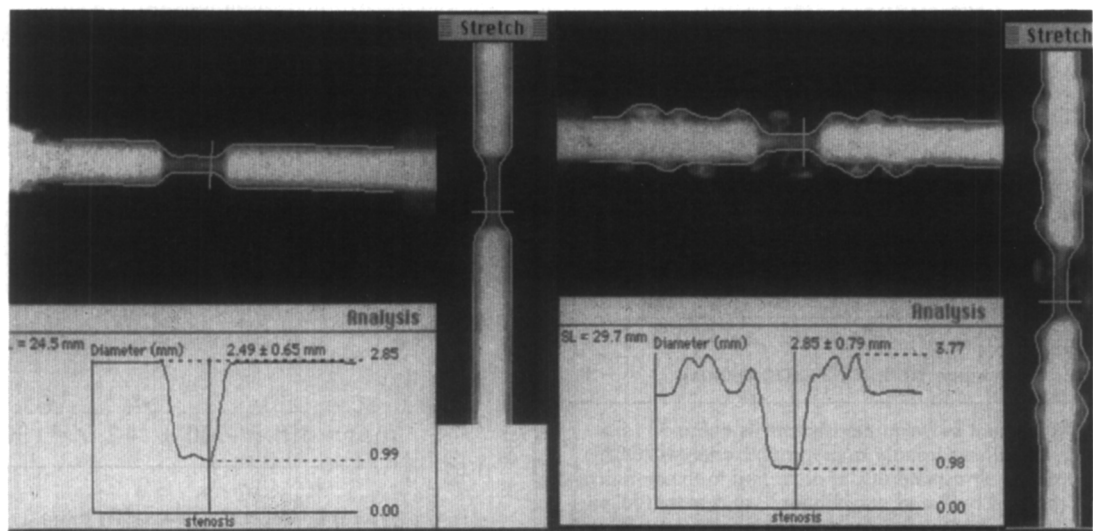 Stretch
Analysis
L = 24.5 mm
Diameter (mm)
2.49 ± 0.65 mm
2.85
0.99
0.00
stenosis
Stretch
Analysis
SL = 29.7 mm
Diameter (mm)
2.85 ± 0.79 mm
3.77
0.98
0.00
stenosis